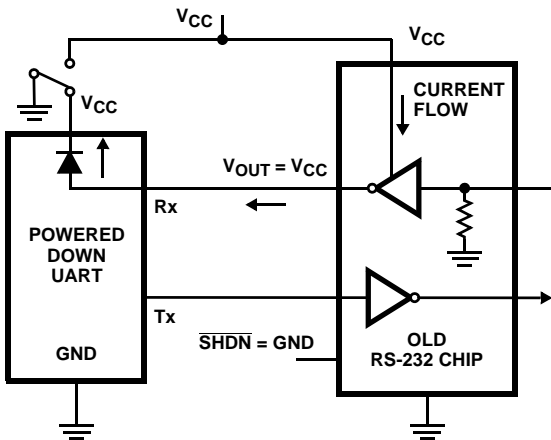 VCC
VCC
VCC
CURRENT
FLOW
VOUT = VCC
Rx
POWERED
DOWN
UART
Tx
GND
SHDN = GND
OLD
RS-232 CHIP